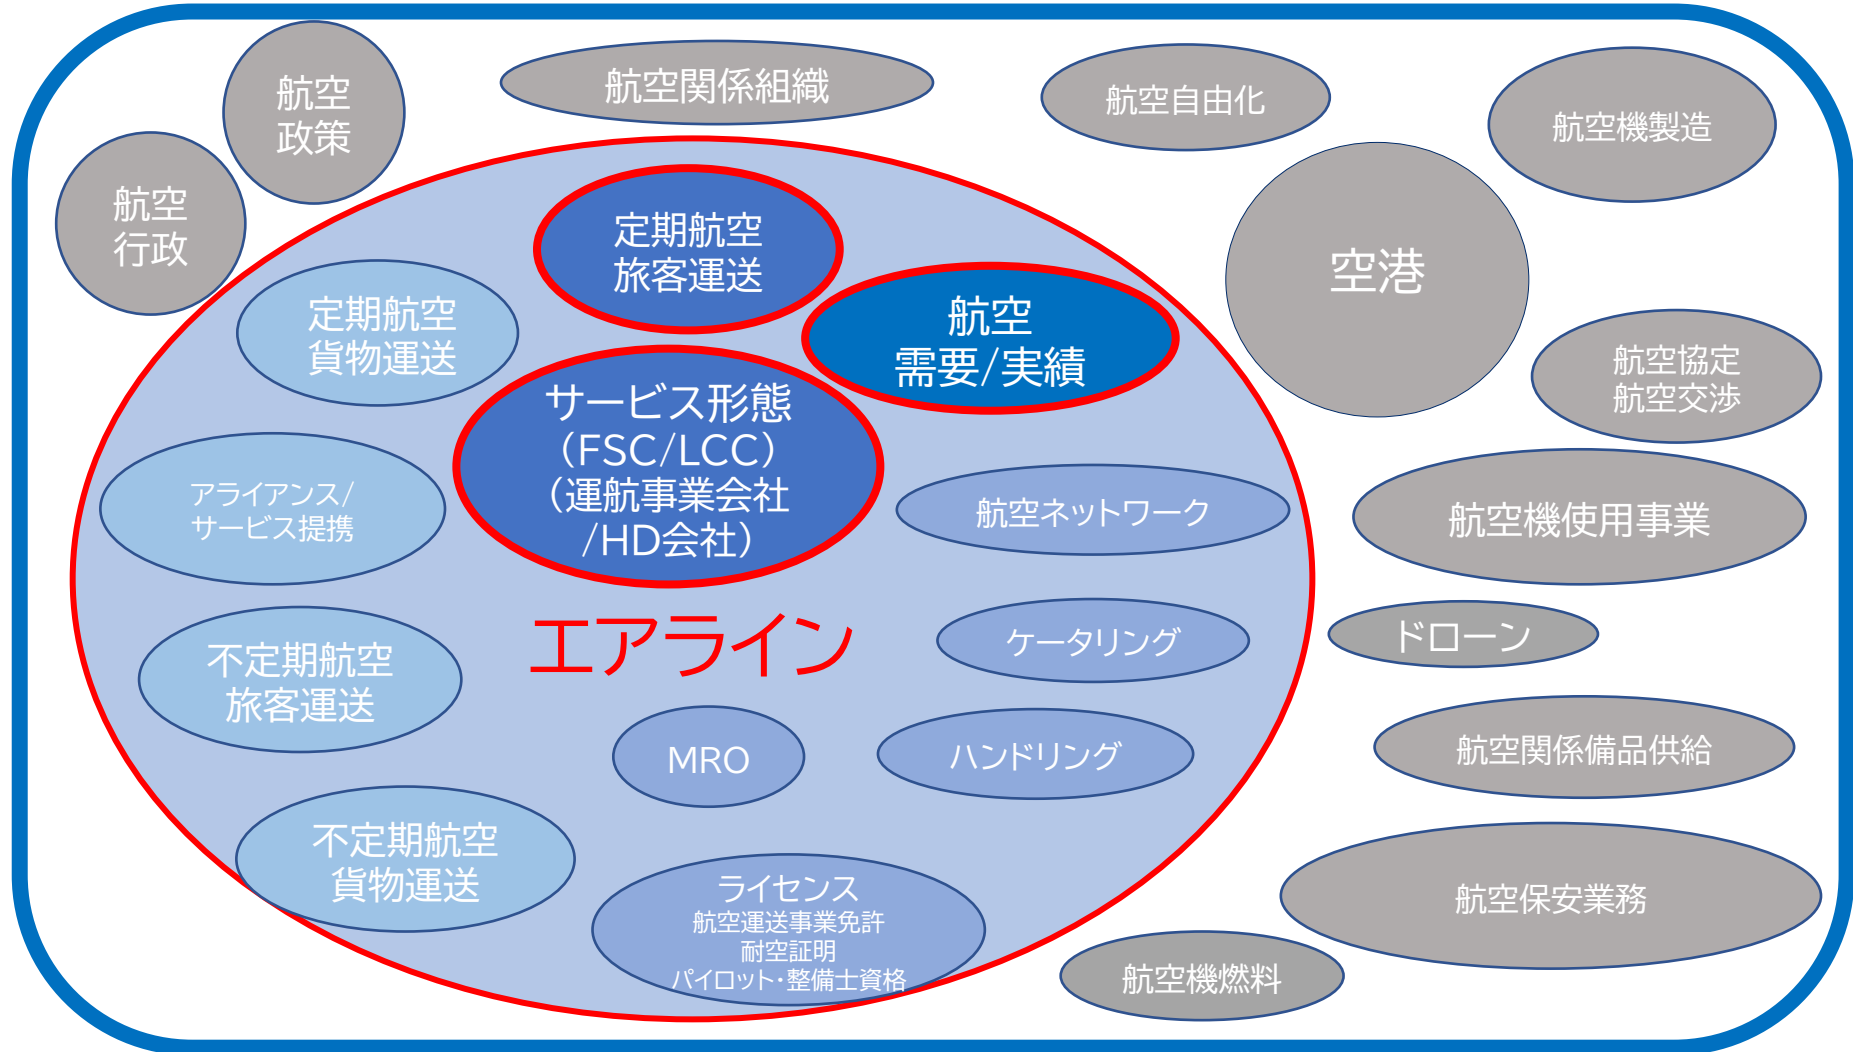 航空
政策
航空関係組織
航空自由化
航空機製造
航空
行政
定期航空
旅客運送
空港
定期航空
貨物運送
航空
需要/実績
航空協定
航空交渉
サービス形態
（FSC/LCC）
（運航事業会社
/HD会社）
アライアンス/
サービス提携
航空ネットワーク
航空機使用事業
エアライン
ケータリング
ドローン
不定期航空
旅客運送
MRO
ハンドリング
航空関係備品供給
不定期航空
貨物運送
ライセンス
航空運送事業免許
耐空証明
パイロット・整備士資格
航空保安業務
航空機燃料